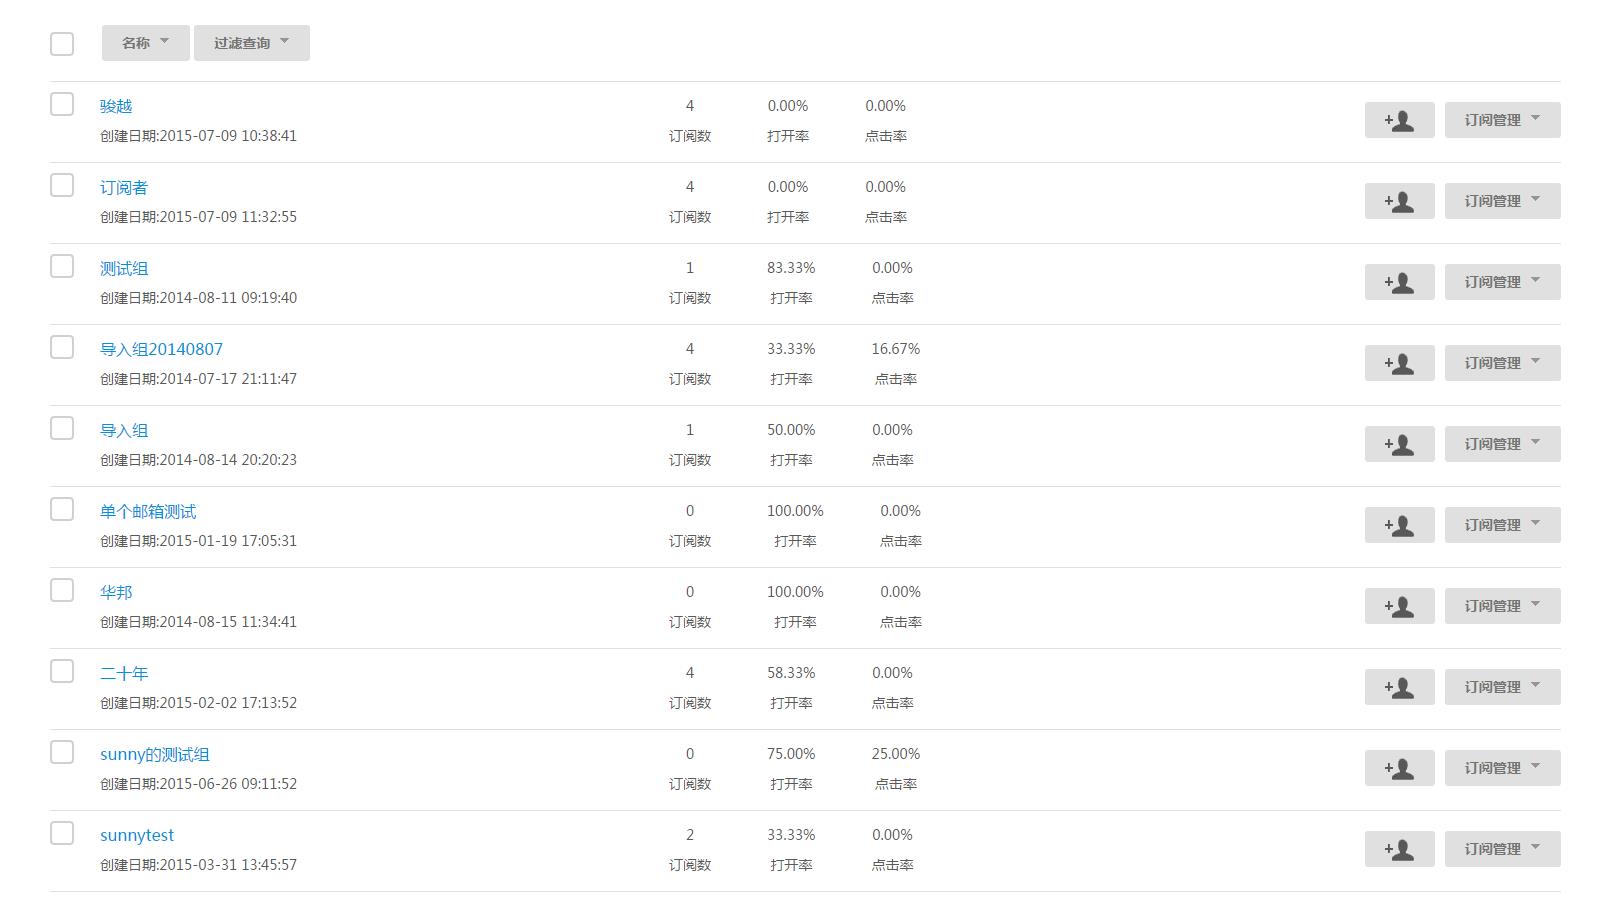 名称 过滤查询
骏越 4 0.00% 0.00%
创建日期:2015-07-09 10:38:41 订阅数 打开率 点击率 + 订阅管理
订阅者 4 0.00% 0.00%
创建日期:2015-07-09 11:32:55 订阅数 打开率 点击率 + 订阅管理
测试组 1 83.33% 0.00%
创建日期:2014-08-11 09:19:40 订阅数 打开率 点击率 + 订阅管理
导入组20140807 4 33.33% 16.67%
创建日期:2014-07-17 21:11:47 订阅数 打开率 点击率 + 订阅管理
导入组 1 50.00% 0.00%
创建日期:2014-08-14 20:20:23 订阅数 打开率 点击率 + 订阅管理
单个邮箱测试 0 100.00% 0.00%
创建日期:2015-01-19 17:05:31 订阅数 打开率 点击率 + 订阅管理
华邦 0 100.00% 0.00%
创建日期:2014-08-15 11:34:41 订阅数 打开率 点击率 + 订阅管理
二十年 4 58.33% 0.00%
创建日期:2015-02-02 17:13:52 订阅数 打开率 点击率 + 订阅管理
sunny的测试组 0 75.00% 25.00%
创建日期:2015-06-26 09:11:52 订阅数 打开率 点击率 + 订阅管理
sunnytest 2 33.33% 0.00%
创建日期:2015-03-31 13:45:57 订阅数 打开率 点击率 + 订阅管理